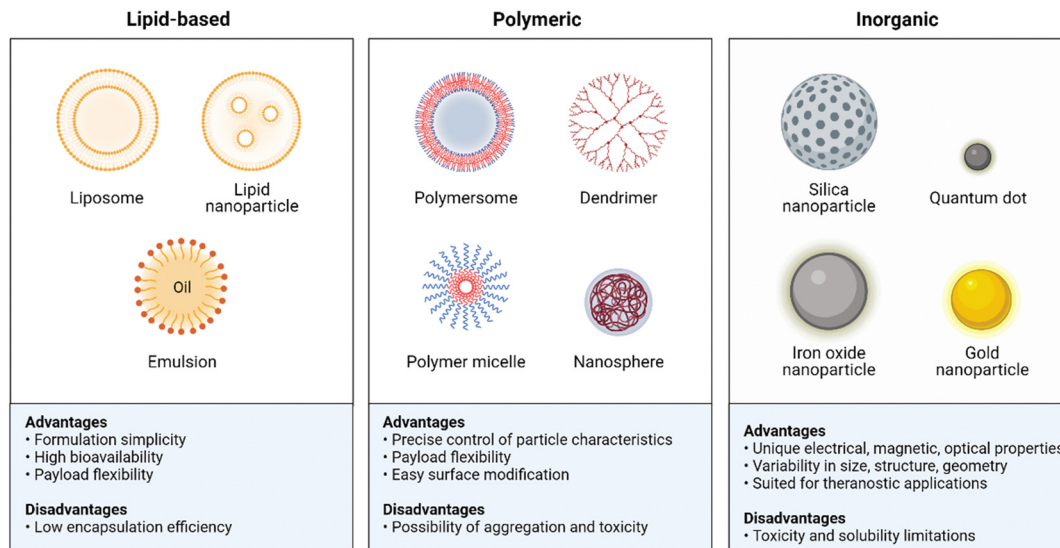 Lipid-based
Liposome
Lipid
nanoparticle
Oil
Emulsion
Advantages
• Formulation simplicity
• High bioavailability
• Payload flexibility
Disadvantages
• Low encapsulation efficiency
Polymeric
Polymersome
Dendrimer
Polymer micelle
Nanosphere
Advantages
• Precise control of particle characteristics
• Payload flexibility
• Easy surface modification
Disadvantages
• Possibility of aggregation and toxicity
Inorganic
Silica
nanoparticle
Quantum dot
Iron oxide
nanoparticle
Gold
nanoparticle
Advantages
• Unique electrical, magnetic, optical properties
• Variability in size, structure, geometry
• Suited for theranostic applications
Disadvantages
• Toxicity and solubility limitations